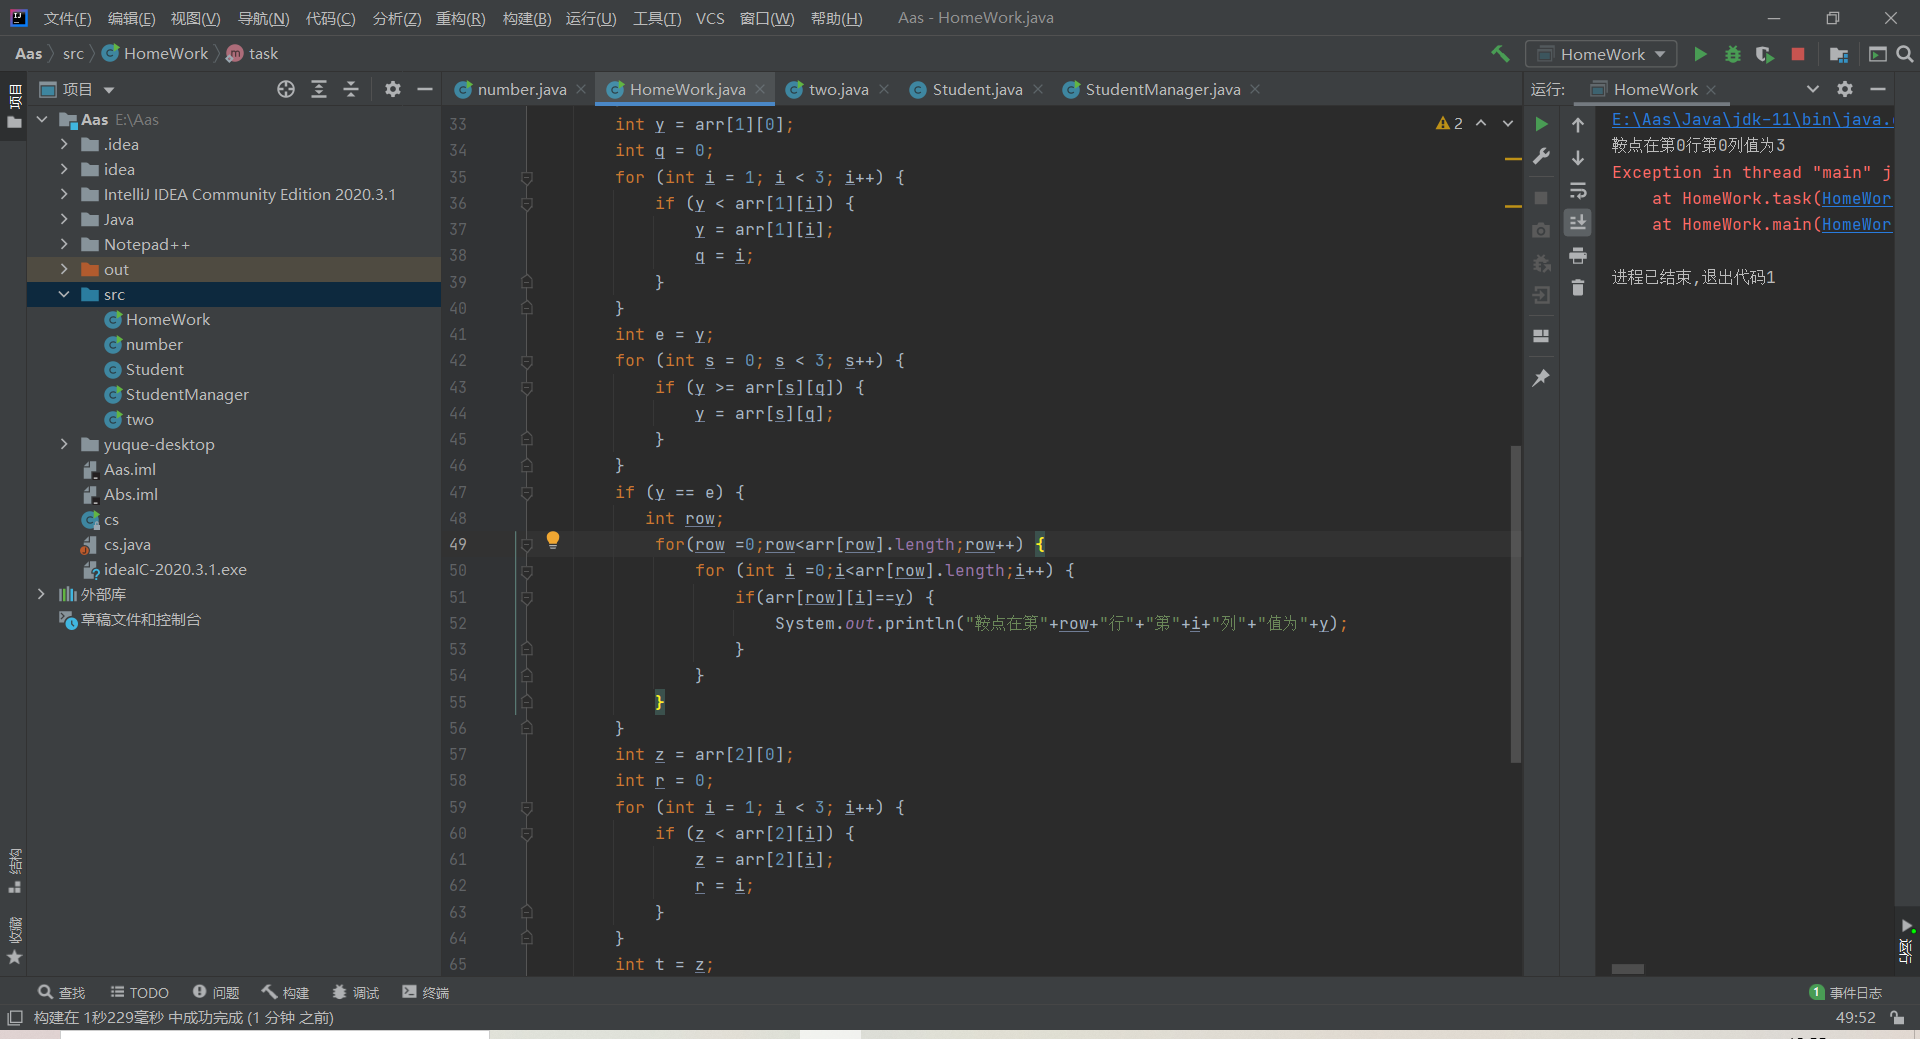 文件(F) 编辑(E) 视图(V) 导航(N) 代码(C) 分析(Z) 重构(R) 构建(B) 运行(U) 工具(T) VCS 窗口(W) 帮助(H) Aas - HomeWork.java
Aas src HomeWork task
HomeWork
项目
number.java HomeWork.java two.java Student.java StudentManager.java
运行: HomeWork
项目
Aas E:\Aas
.idea
idea
IntelliJ IDEA Community Edition 2020.3.1
Java
Notepad++
out
src
HomeWork
number
Student
StudentManager
two
yuque-desktop
Aas.iml
Abs.iml
cs
cs.java
ideaIC-2020.3.1.exe
外部库
草稿文件和控制台
结构
收藏
2
33 int y = arr[1][0];
34 int q = 0;
35 for (int i = 1; i < 3; i++) {
36 if (y < arr[1][i]) {
37 y = arr[1][i];
38 q = i;
39 }
40 }
41 int e = y;
42 for (int s = 0; s < 3; s++) {
43 if (y >= arr[s][q]) {
44 y = arr[s][q];
45 }
46 }
47 if (y == e) {
48 int row;
49 for(row =0;row<arr[row].length;row++) {
50 for (int i =0;i<arr[row].length;i++) {
51 if(arr[row][i]==y) {
52 System.out.println("鞍点在第"+row+"行"+"第"+i+"列"+"值为"+y);
53 }
54 }
55 }
56 }
57 int z = arr[2][0];
58 int r = 0;
59 for (int i = 1; i < 3; i++) {
60 if (z < arr[2][i]) {
61 z = arr[2][i];
62 r = i;
63 }
64 }
65 int t = z;
E:\Aas\Java\jdk-11\bin\java.
鞍点在第0行第0列值为3
Exception in thread "main" j
at HomeWork.task(HomeWor
at HomeWork.main(HomeWor
进程已结束,退出代码1
运行
查找 TODO 问题 构建 调试 终端
1 事件日志
构建在 1秒229毫秒 中成功完成 (1 分钟 之前)
49:52